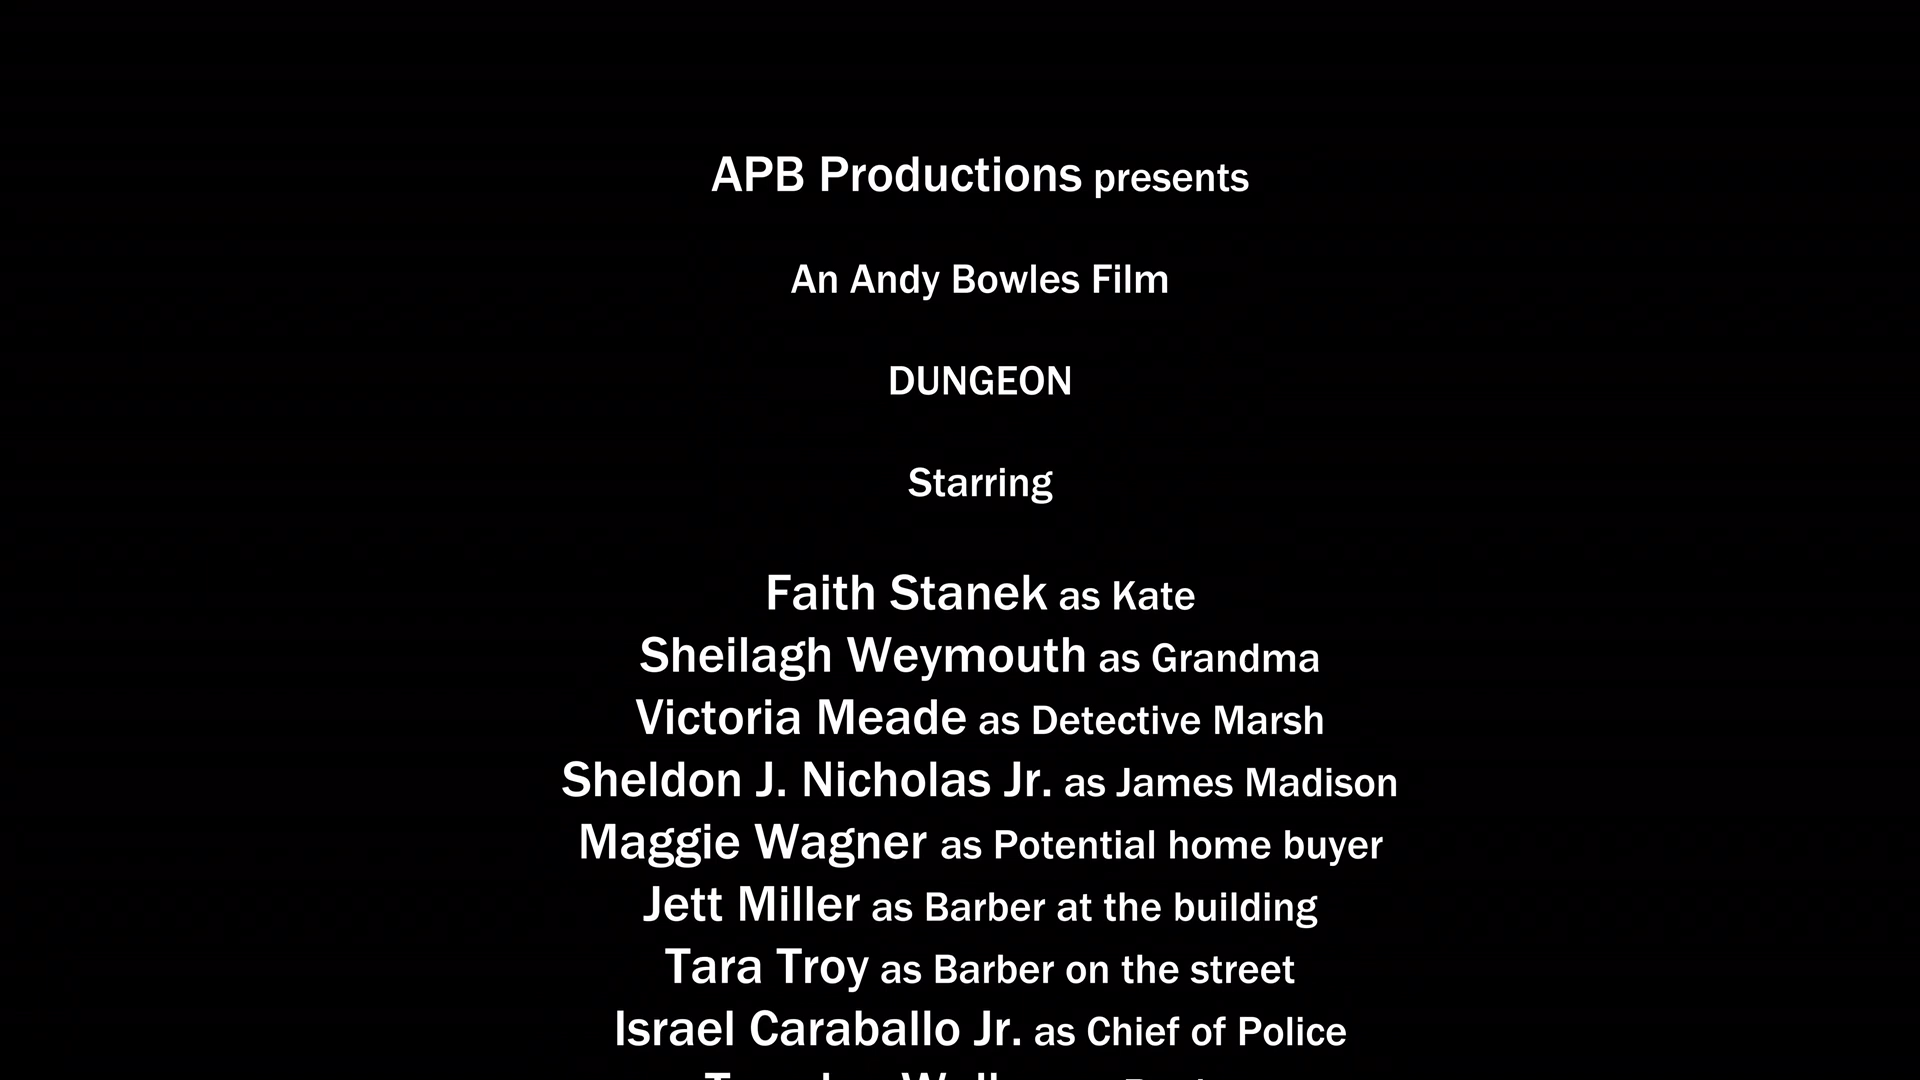 APB Productions presents
An Andy Bowles Film
DUNGEON
Starring
Faith Stanek as Kate
Sheilagh Weymouth as Grandma
Victoria Meade as Detective Marsh
Sheldon J. Nicholas Jr. as James Madison
Maggie Wagner as Potential home buyer
Jett Miller as Barber at the building
Tara Troy as Barber on the street
Israel Caraballo Jr. as Chief of Police